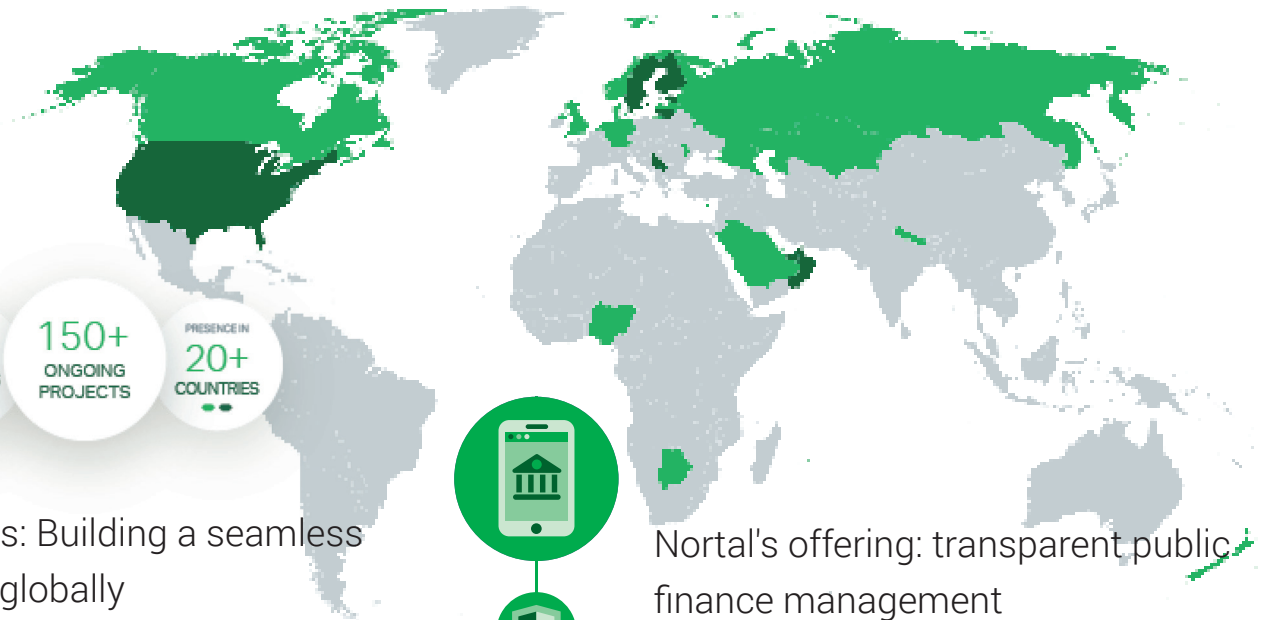 150+
ONGOING
PROJECTS
PRESENCE IN
20+
COUNTRIES
s: Building a seamless
globally
Nortal's offering: transparent public
finance management